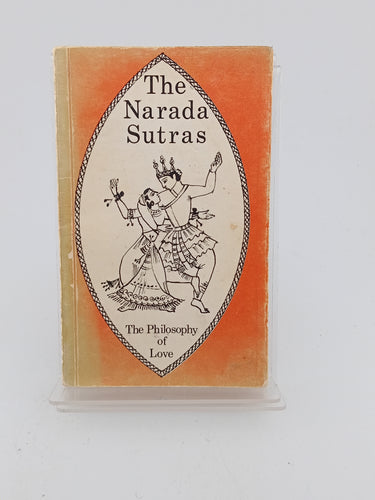 The
Narada
Sutras
The Philosophy
of
Love